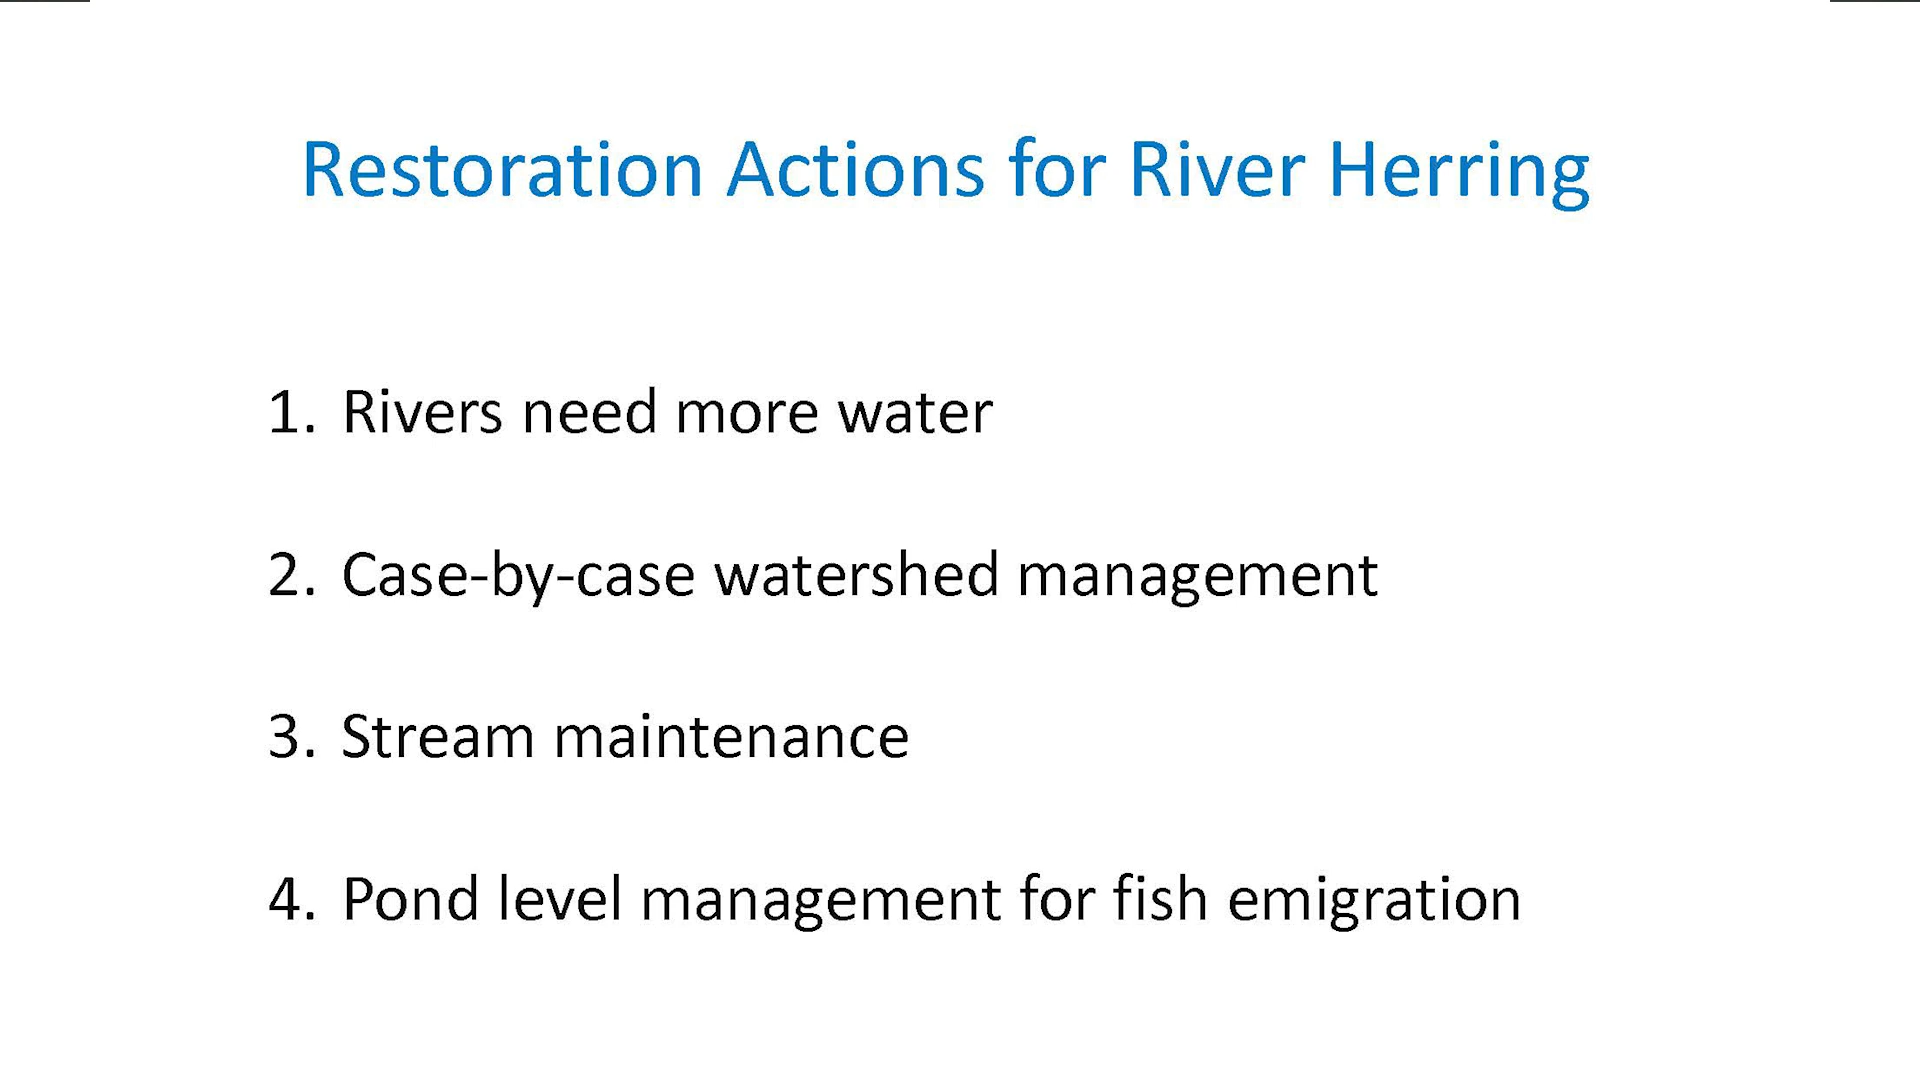 Restoration Actions for River Herring
1. Rivers need more water
2. Case-by-case watershed management
3. Stream maintenance
4. Pond level management for fish emigration